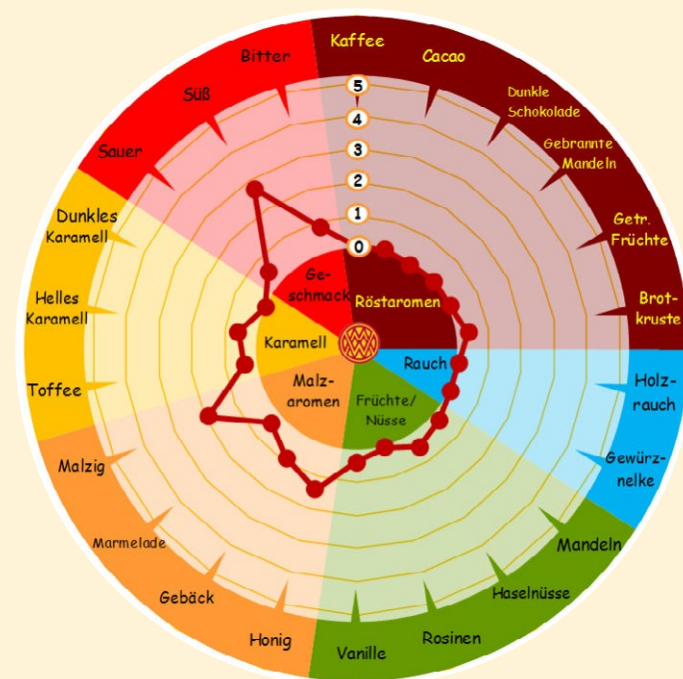 Kaffee
Cacao
Dunkle
Schokolade
Gebrannte
Mandeln
Getr.
Früchte
Brot-
kruste
Holz-
rauch
Gewürz-
nelke
Mandeln
Haselnüsse
Rosinen
Vanille
Honig
Gebäck
Marmelade
Malzig
Toffee
Helles
Karamell
Dunkles
Karamell
Sauer
Süß
Bitter
5
4
3
2
1
0
Ge-
schmack
Röstaromen
Karamell
Rauch
Malz-
aromen
Früchte/
Nüsse